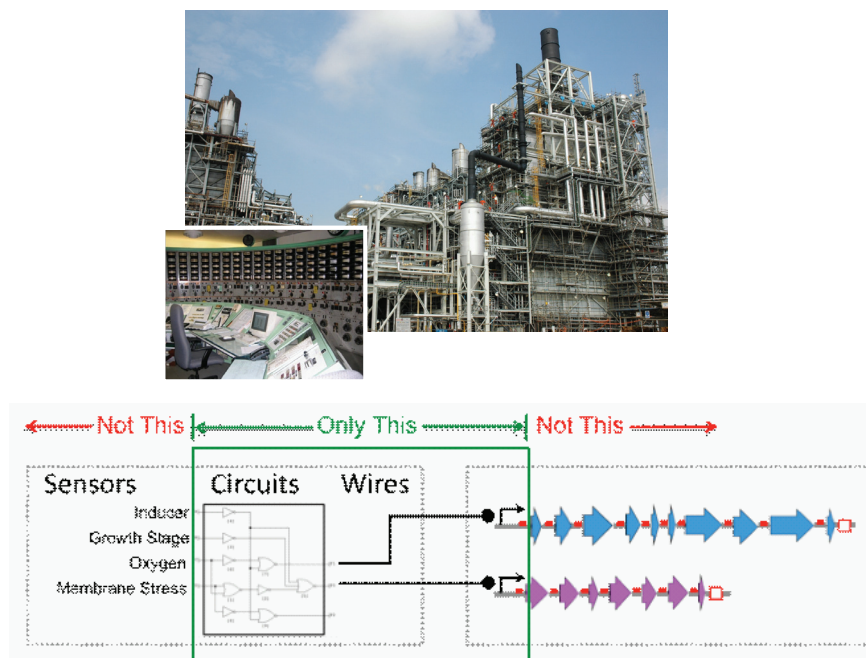 Not This Only This Not This
Sensors Circuits Wires
Inducer
Growth Stage
Oxygen
Membrane Stress